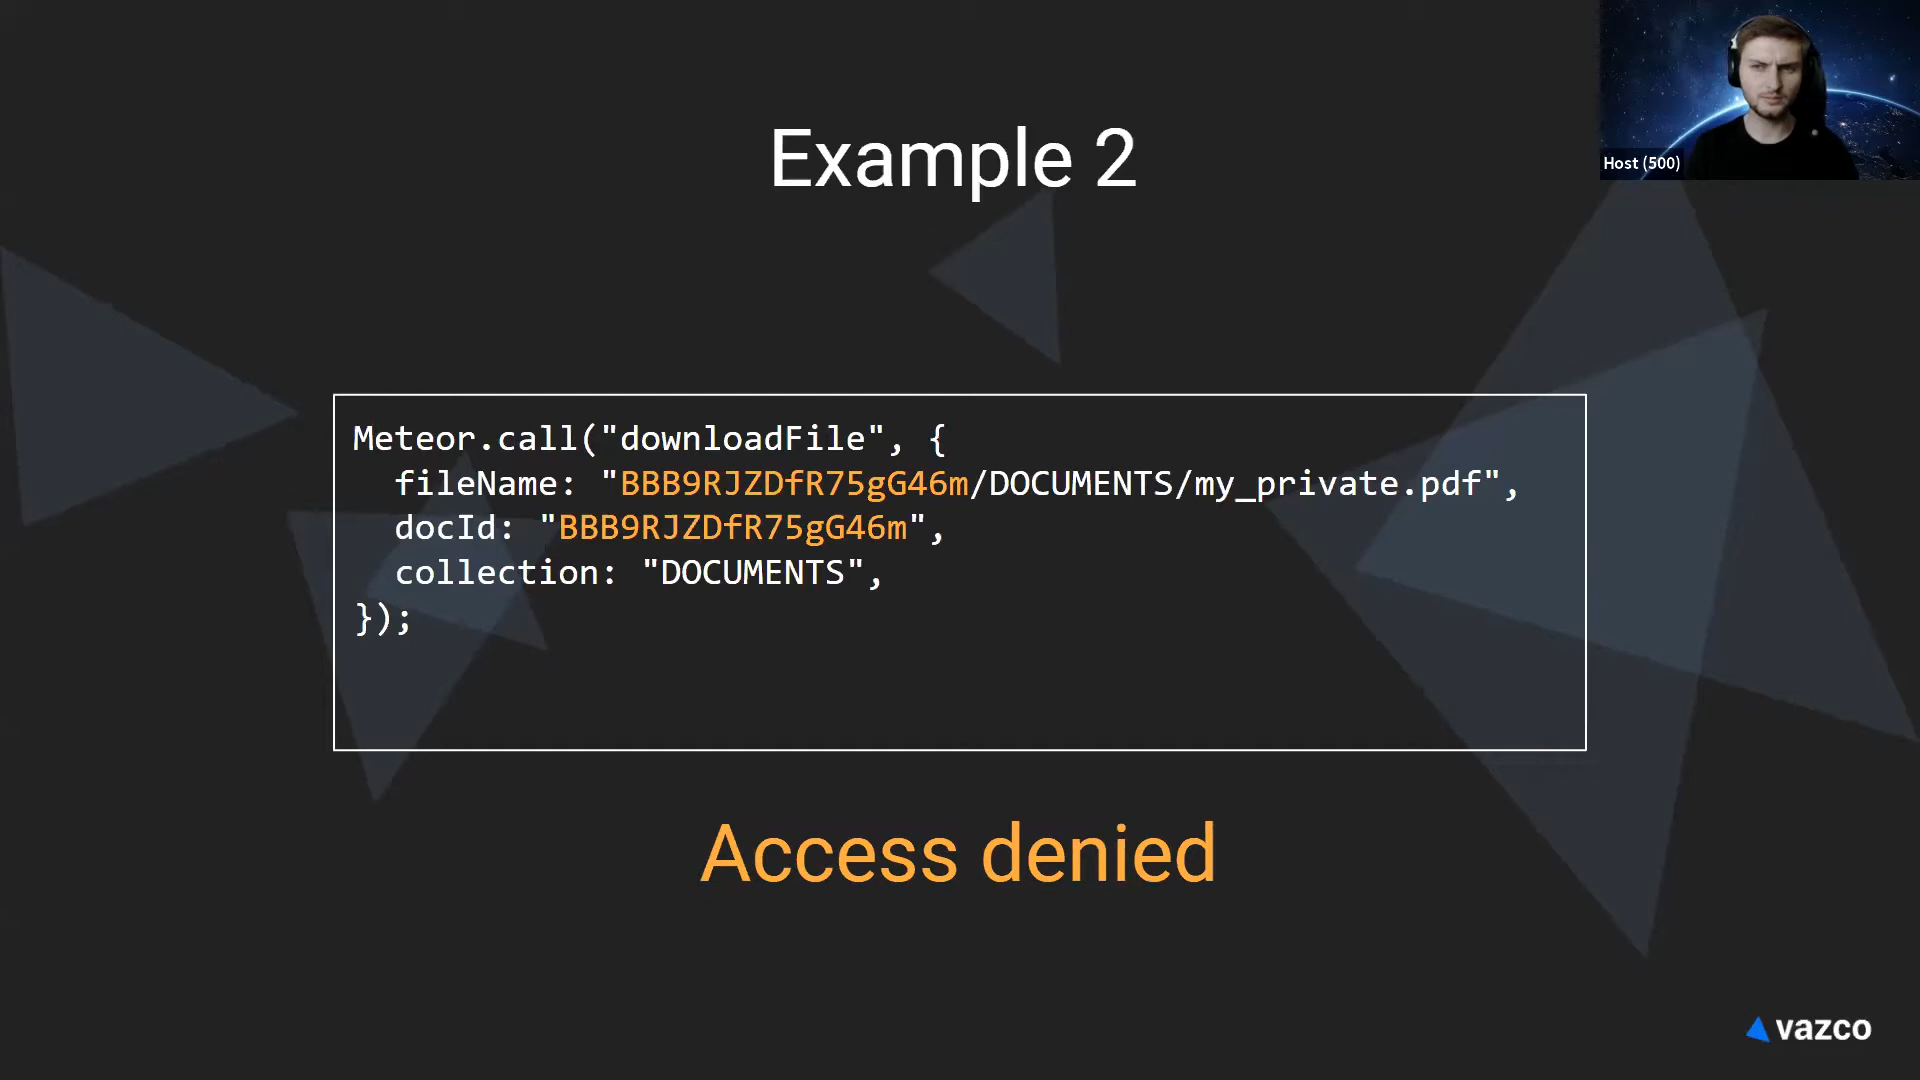 Host (500)
Example 2
Meteor.call("downloadFile", {
  fileName: "BBB9RJZDfR75gG46m/DOCUMENTS/my_private.pdf",
  docId: "BBB9RJZDfR75gG46m",
  collection: "DOCUMENTS",
});
Access denied
vazco